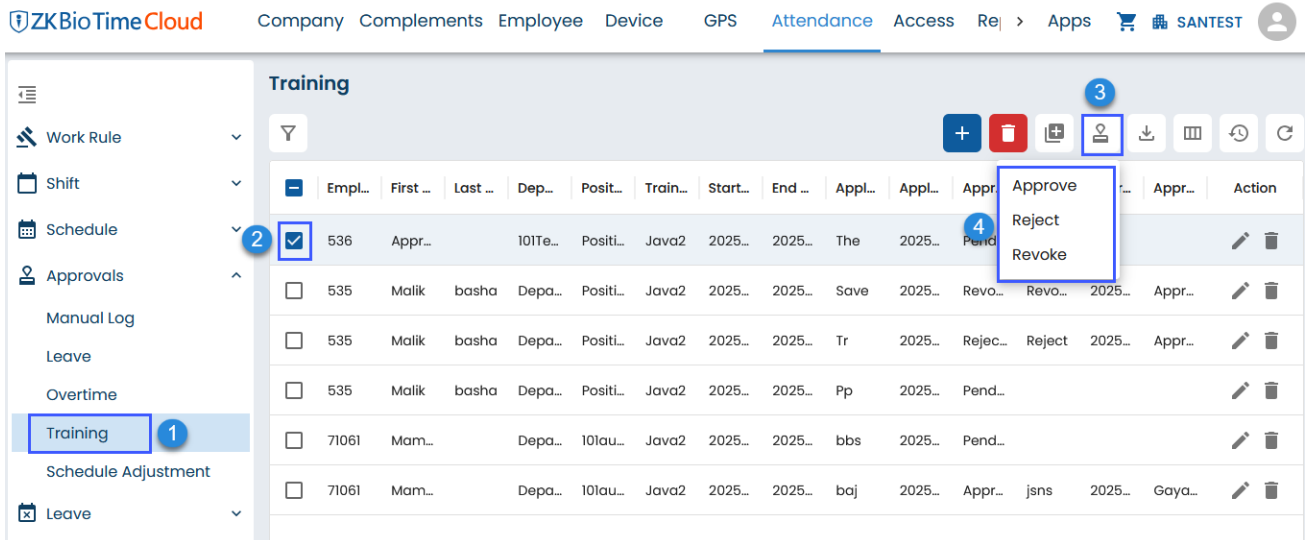 ZKBioTime Cloud Company Complements Employee Device GPS Attendance Access Re > Apps SANTEST
Training
3
Work Rule
Shift
Schedule
Approvals
Manual Log
Leave
Overtime
Training 1
Schedule Adjustment
Leave
Empl... First ... Last ... Dep... Posit... Train... Start... End ... Appl... Appl... Appr... Appr... Action
Approve
Reject
Revoke
4
2 536 Appr... 101Te... Positi... Java2 2025... 2025... The 2025... Pend
535 Malik basha Depa... Positi... Java2 2025... 2025... Save 2025... Revo... Revo... 2025... Appr...
535 Malik basha Depa... Positi... Java2 2025... 2025... Tr 2025... Rejec... Reject 2025... Appr...
535 Malik basha Depa... Positi... Java2 2025... 2025... Pp 2025... Pend...
71061 Mam... Depa... 101au... Java2 2025... 2025... bbs 2025... Pend...
71061 Mam... Depa... 101au... Java2 2025... 2025... baj 2025... Appr... jsns 2025... Gaya...